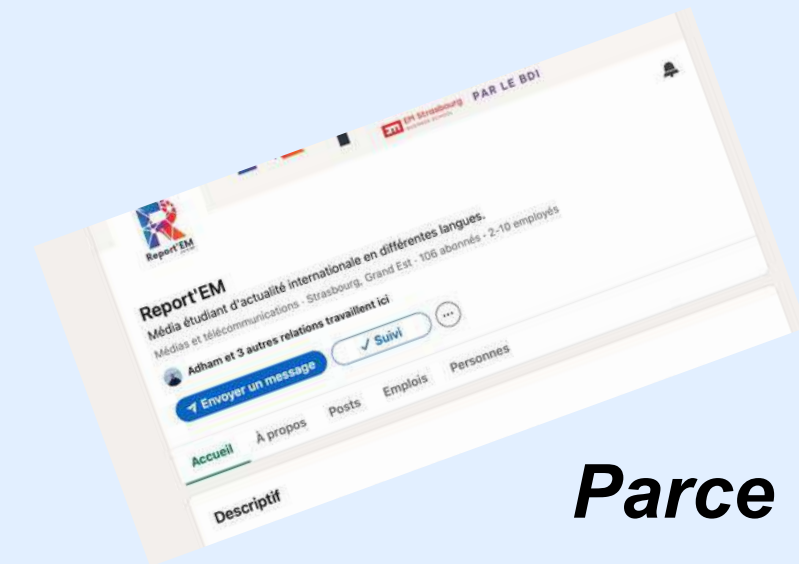 EM Strasbourg PAR LE BDI
BUSINESS SCHOOL
Report'EM
Report'EM
Média étudiant d'actualité internationale en différentes langues.
Médias et télécommunications · Strasbourg, Grand Est · 106 abonnés · 2-10 employés
Adham et 3 autres relations travaillent ici
Envoyer un message
✓ Suivi
Accueil
À propos
Posts
Emplois
Personnes
Descriptif
Parce